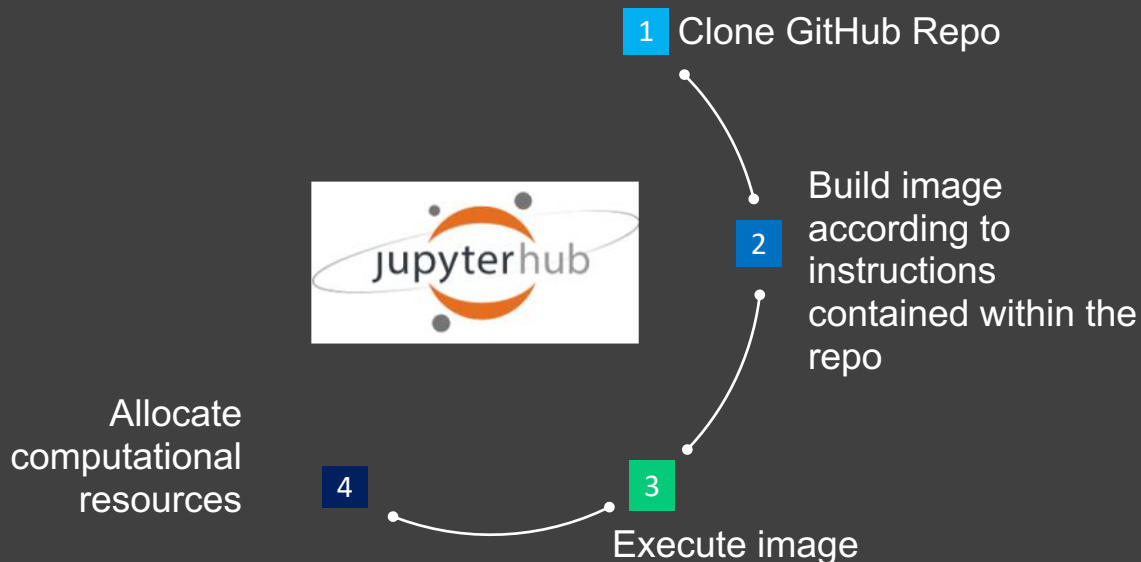 1 Clone GitHub Repo
2
Build image
according to
instructions
contained within the
repo
jupyterhub
Allocate
computational
resources
4
3
Execute image